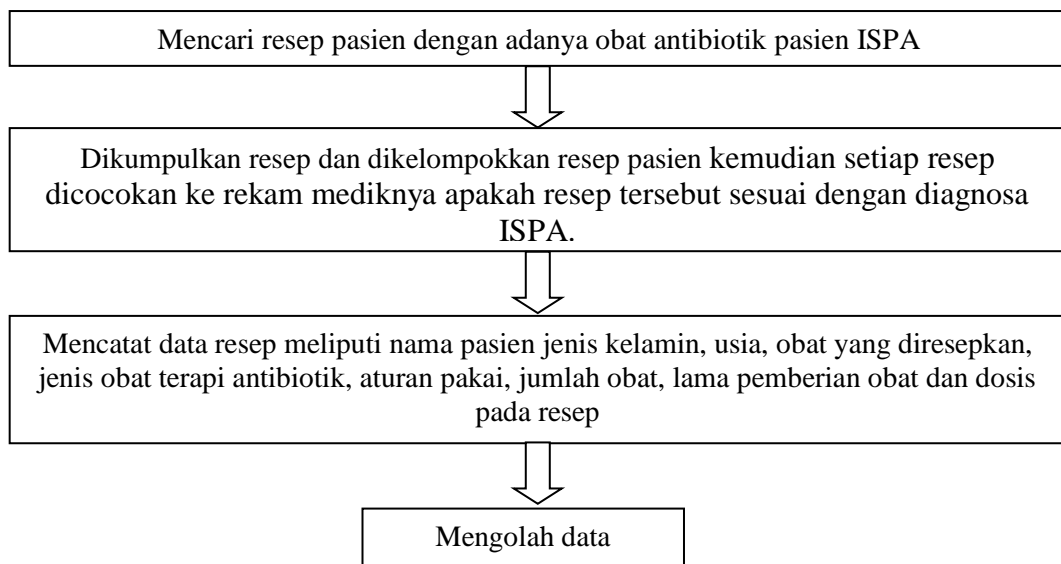 Mencari resep pasien dengan adanya obat antibiotik pasien ISPA
Dikumpulkan resep dan dikelompokkan resep pasien kemudian setiap resep
dicocokan ke rekam mediknya apakah resep tersebut sesuai dengan diagnosa
ISPA.
Mencatat data resep meliputi nama pasien jenis kelamin, usia, obat yang diresepkan,
jenis obat terapi antibiotik, aturan pakai, jumlah obat, lama pemberian obat dan dosis
pada resep
Mengolah data